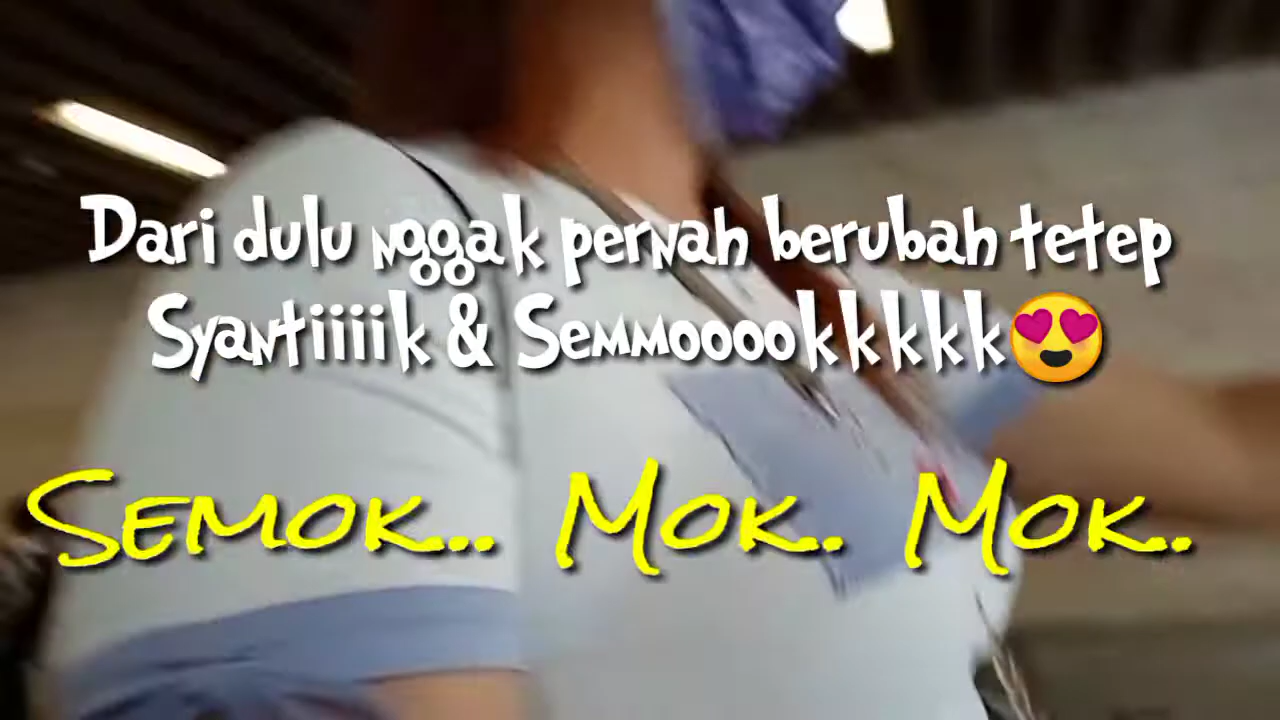 Dari dulu nggak pernah berubah tetep
Syantiiiik & Semmooookkkkk😍
Semok.. Mok. Mok.